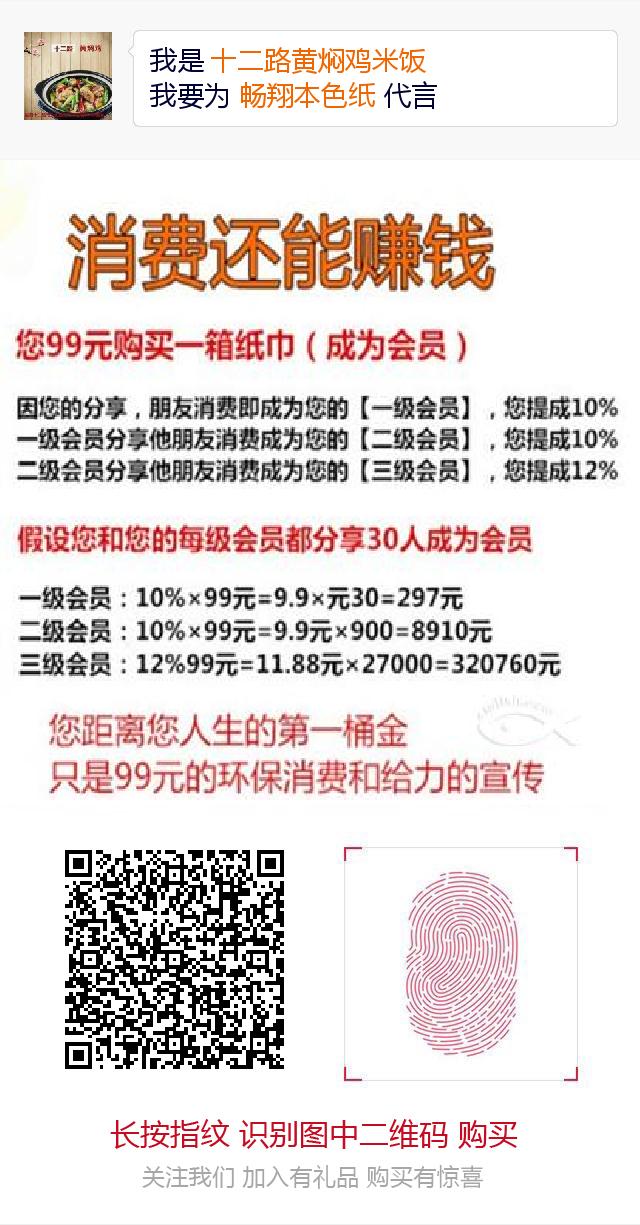 我是 十二路黄焖鸡米饭
我要为 畅翔本色纸 代言
消费还能赚钱
您99元购买一箱纸巾（成为会员）
因您的分享，朋友消费即成为您的【一级会员】，您提成10%
一级会员分享他朋友消费成为您的【二级会员】，您提成10%
二级会员分享他朋友消费成为您的【三级会员】，您提成12%
假设您和您的每级会员都分享30人成为会员
一级会员：10%×99元=9.9×元30=297元
二级会员：10%×99元=9.9元×900=8910元
三级会员：12%99元=11.88元×27000=320760元
您距离您人生的第一桶金
只是99元的环保消费和给力的宣传
长按指纹 识别图中二维码 购买
关注我们 加入有礼品 购买有惊喜